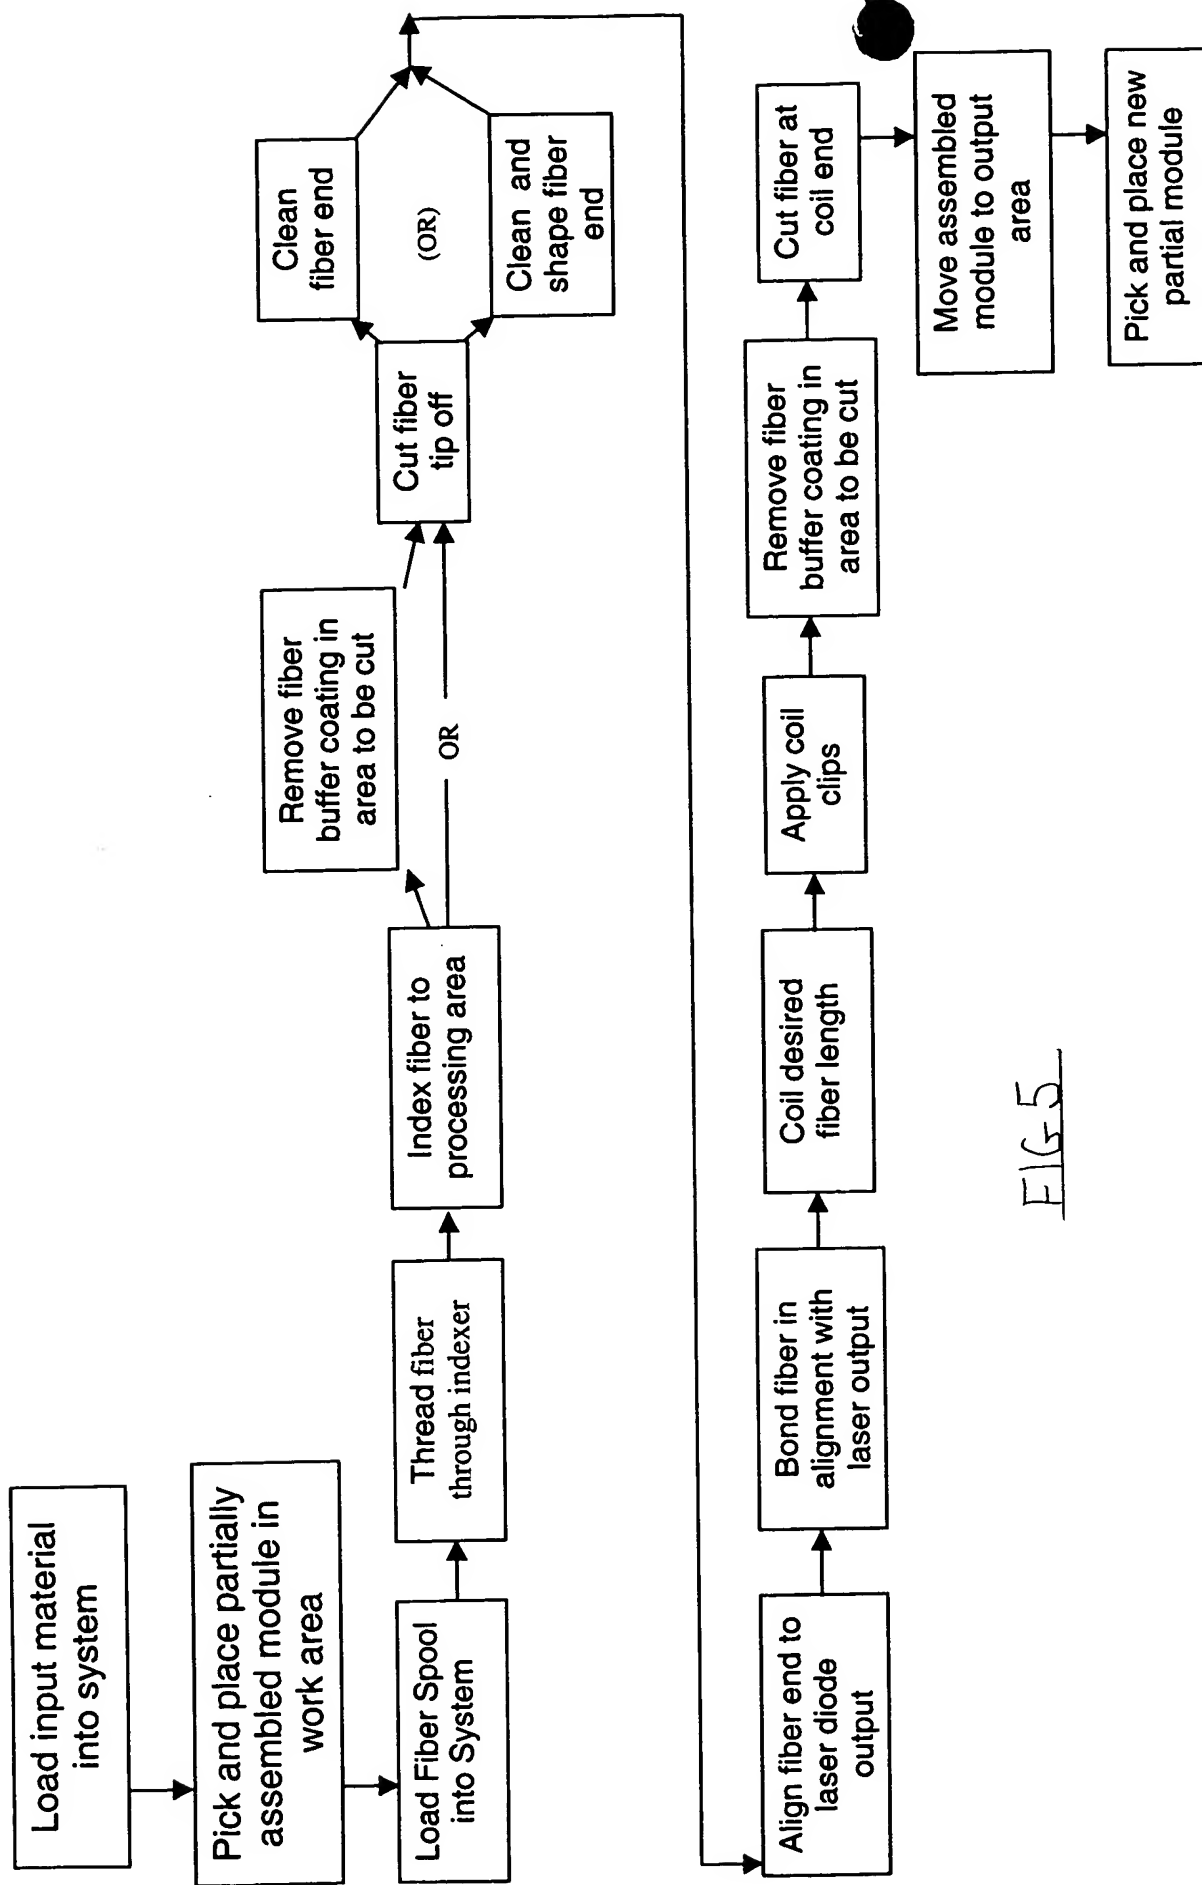 Load input material
into system
Pick and place partially
assembled module in
work area
Load Fiber Spool
into System
Thread fiber
through indexer
Index fiber to
processing area
Remove fiber
buffer coating in
area to be cut
OR
Cut fiber
tip off
Clean
fiber end
(OR)
Clean and
shape fiber
end
Align fiber end to
laser diode
output
Bond fiber in
alignment with
laser output
Coil desired
fiber length
Apply coil
clips
Remove fiber
buffer coating in
area to be cut
Cut fiber at
coil end
Move assembled
module to output
area
Pick and place new
partial module
FIG 5